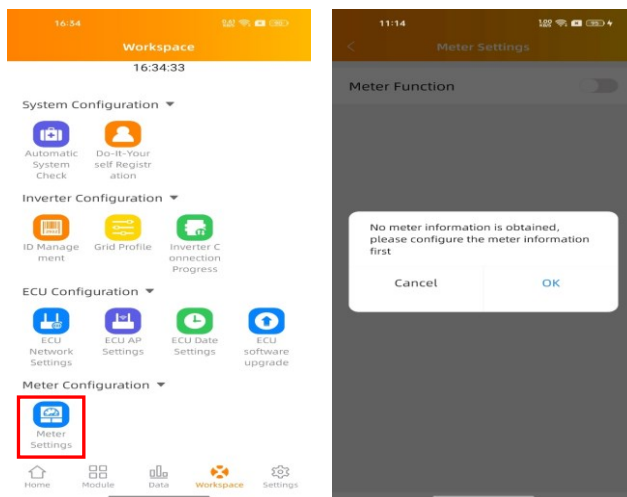 16:34
Workspace
16:34:33
System Configuration
Automatic
System
Check
Do-It-Your
self Registr
ation
Inverter Configuration
ID Manage
ment
Grid Profile
Inverter C
onnection
Progress
ECU Configuration
ECU
Network
Settings
ECU AP
Settings
ECU Date
Settings
ECU
software
upgrade
Meter Configuration
Meter
Settings
Home
Module
Data
Workspace
Settings
11:14
Meter Settings
Meter Function
No meter information is obtained,
please configure the meter information
first
Cancel
OK